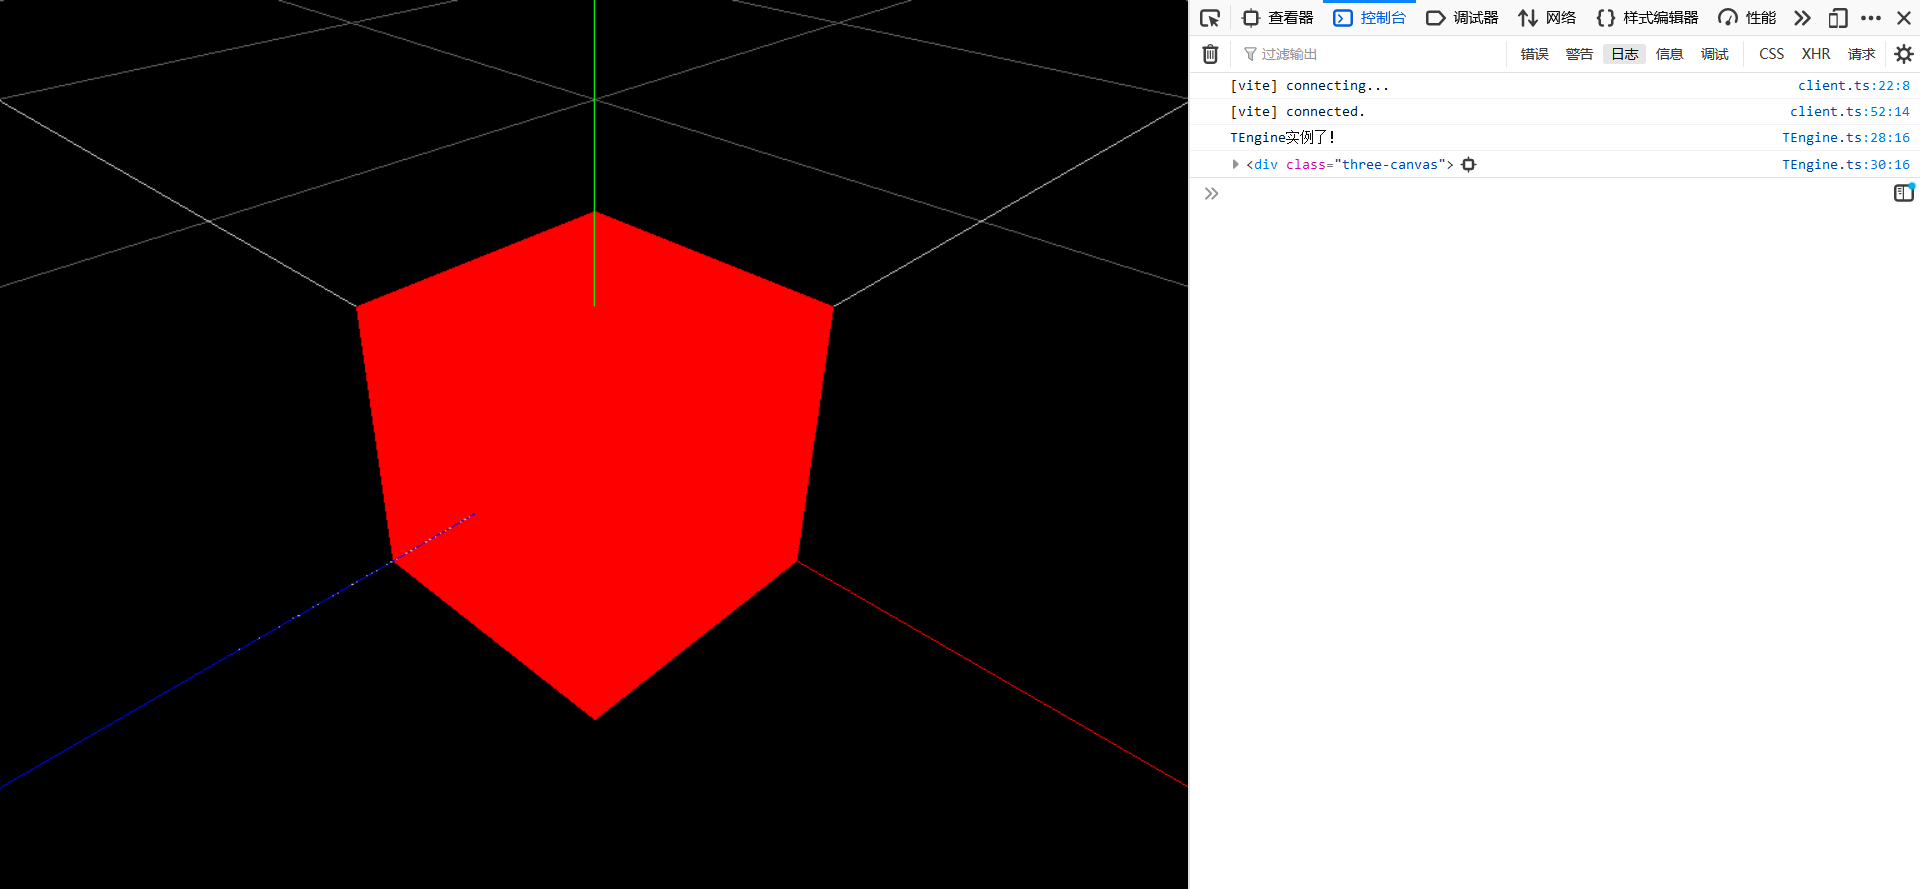 查看器 控制台 调试器 网络 样式编辑器 性能
过滤输出 错误 警告 日志 信息 调试 CSS XHR 请求
[vite] connecting... client.ts:22:8
[vite] connected. client.ts:52:14
TEngine实例了! TEngine.ts:28:16
<div class="three-canvas"> TEngine.ts:30:16